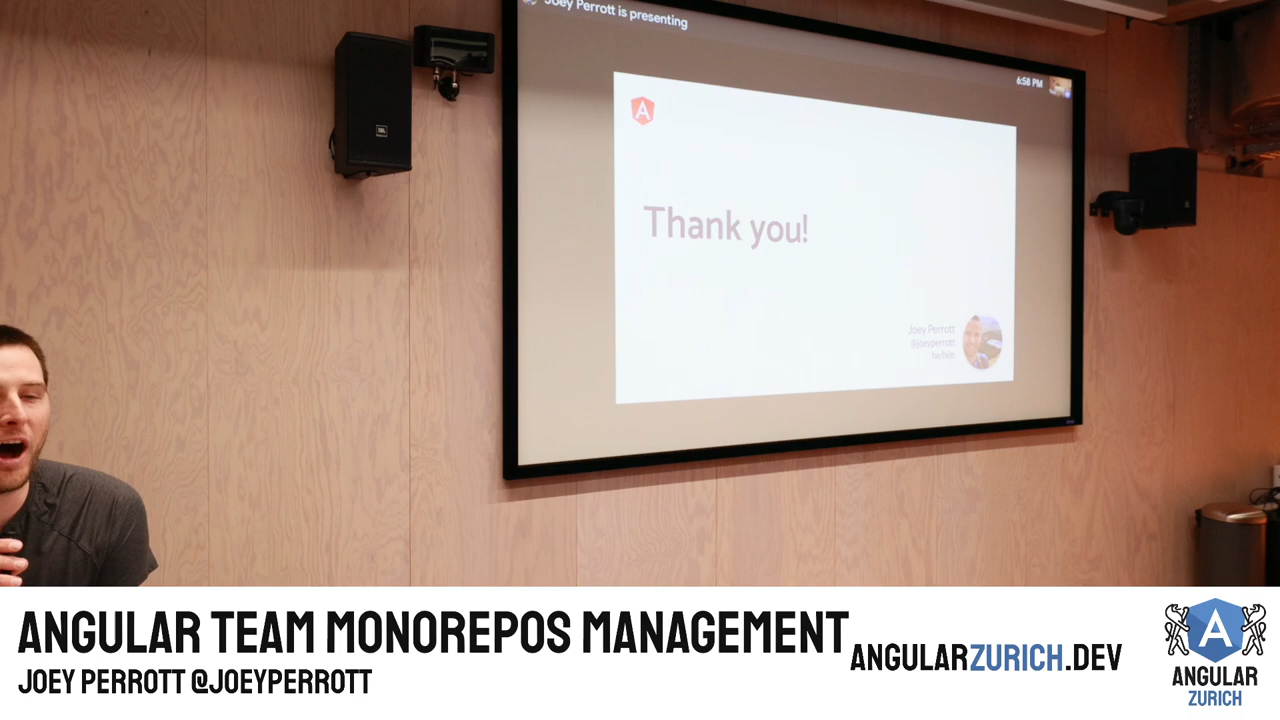 Joey Perrott is presenting
6:58 PM
Thank you!
Joey Perrott
@joeyperrott
he/him
JBL
ANGULAR TEAM MONOREPOS MANAGEMENT
JOEY PERROTT @JOEYPERROTT
ANGULARZURICH.DEV
A
ANGULAR
ZURICH